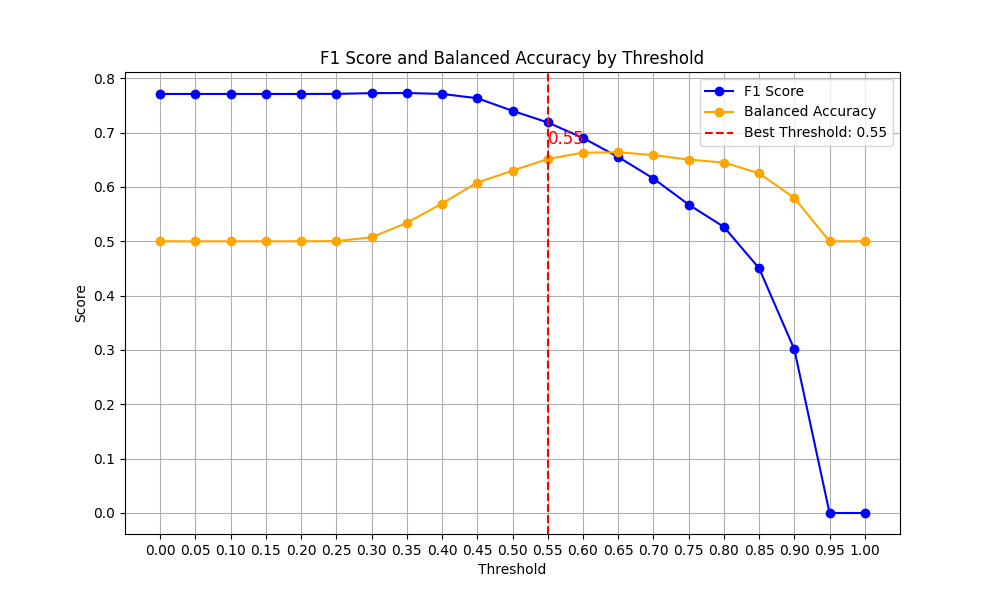 F1 Score and Balanced Accuracy by Threshold
F1 Score
Balanced Accuracy
Best Threshold: 0.55
0.55
Score
0.8
0.7
0.6
0.5
0.4
0.3
0.2
0.1
0.0
0.00 0.05 0.10 0.15 0.20 0.25 0.30 0.35 0.40 0.45 0.50 0.55 0.60 0.65 0.70 0.75 0.80 0.85 0.90 0.95 1.00
Threshold